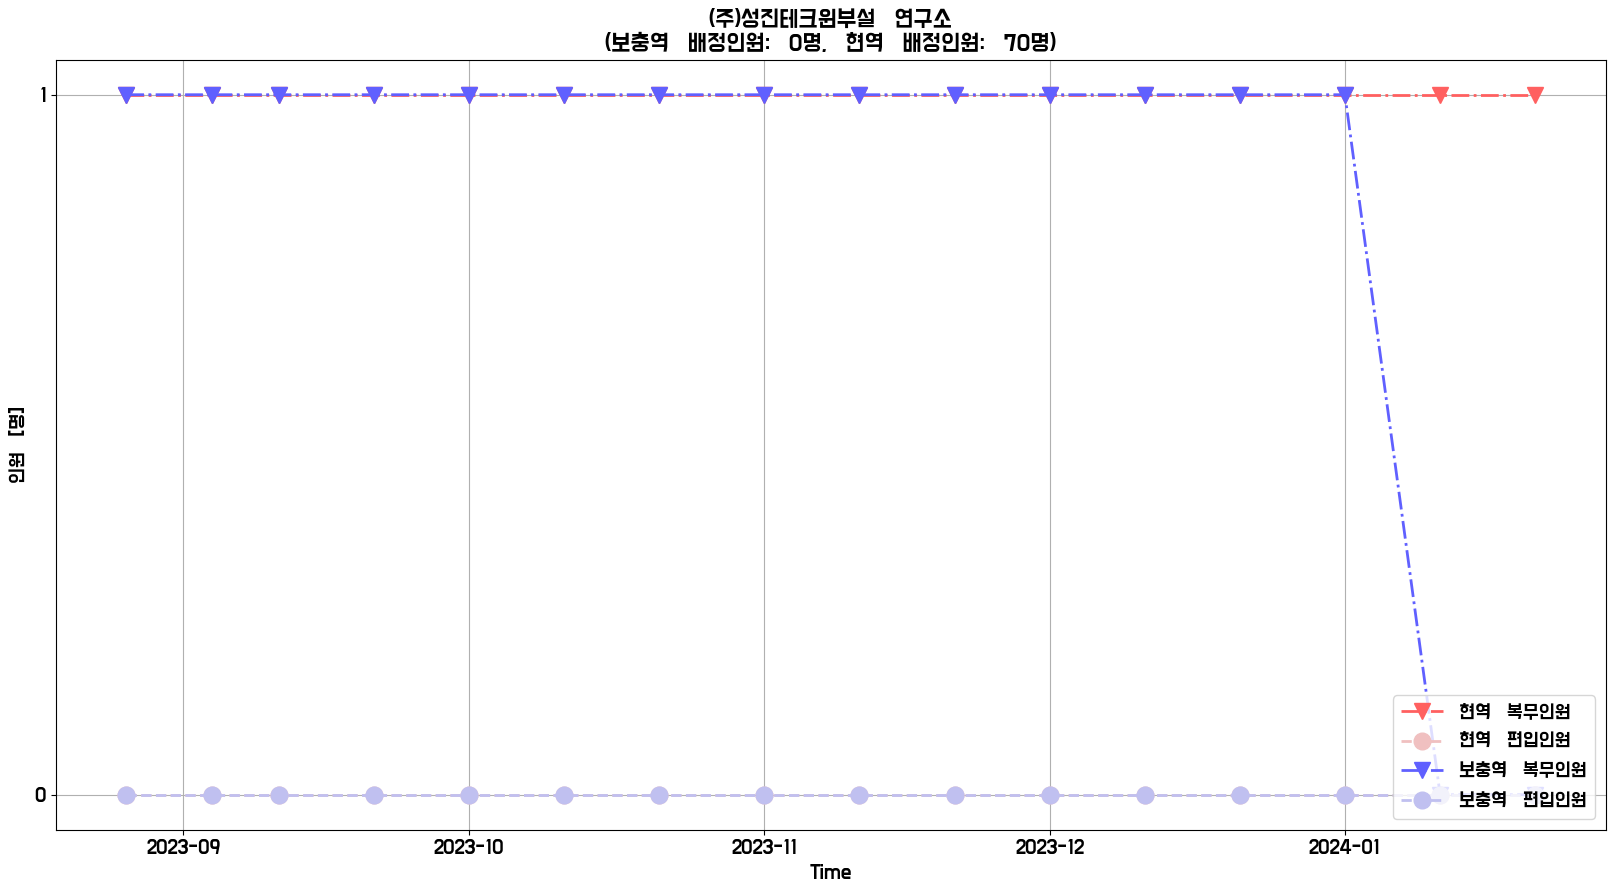 (주)성진테크윈부설 연구소
(보충역 배정인원: 0명, 현역 배정인원: 70명)
1
인원 [명]
0
현역 복무인원
현역 편입인원
보충역 복무인원
보충역 편입인원
2023-09 2023-10 2023-11 2023-12 2024-01
Time